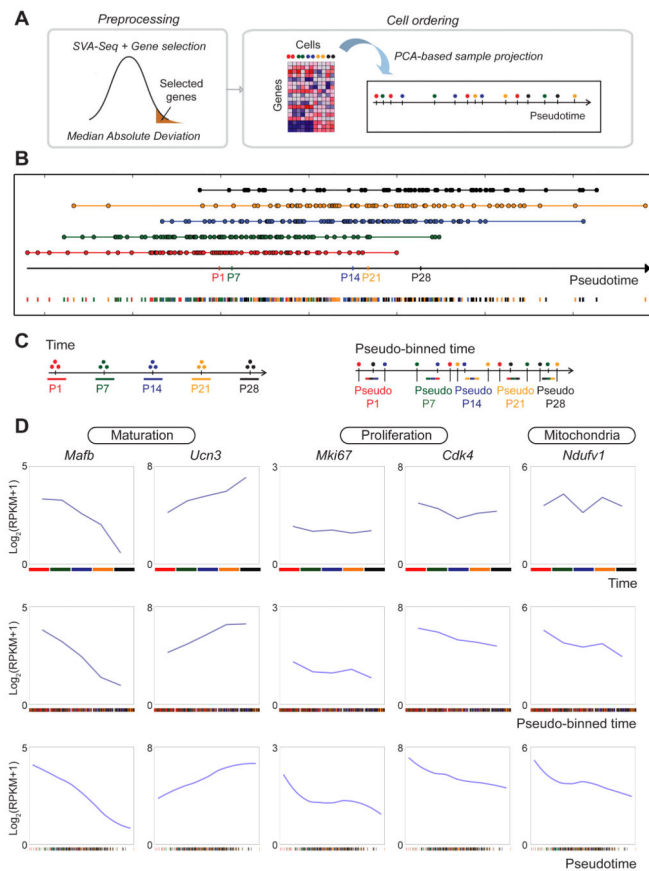 A
Preprocessing
Cell ordering
SVA-Seq + Gene selection
Selected
genes
Median Absolute Deviation
Cells
Genes
PCA-based sample projection
Pseudotime
B
P1 P7 P14 P21 P28
Pseudotime
C
Time
P1 P7 P14 P21 P28
Pseudo-binned time
Pseudo Pseudo Pseudo Pseudo Pseudo
P1 P7 P14 P21 P28
D
Maturation Proliferation Mitochondria
Mafb Ucn3 Mki67 Cdk4 Ndufv1
Log2(RPKM+1)
5 8 5 8 6
0 0 0 0 0
Time
Log2(RPKM+1)
5 8 5 8 6
0 0 0 0 0
Pseudo-binned time
Log2(RPKM+1)
5 8 5 8 6
0 0 0 0 0
Pseudotime